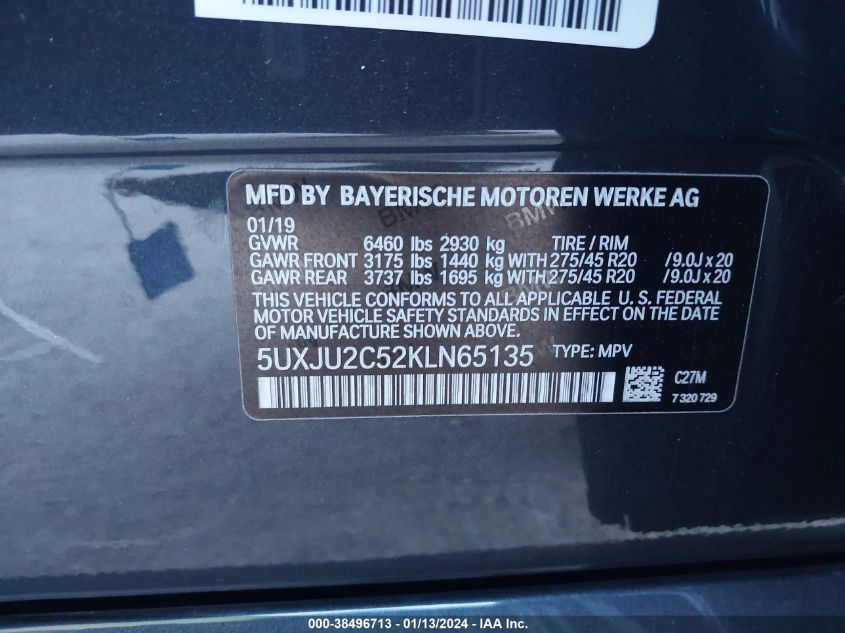 MFD BY BAYERISCHE MOTOREN WERKE AG
01/19
GVWR 6460 lbs 2930 kg TIRE / RIM
GAWR FRONT 3175 lbs 1440 kg WITH 275/45 R20 / 9.0J x 20
GAWR REAR 3737 lbs 1695 kg WITH 275/45 R20 / 9.0J x 20
THIS VEHICLE CONFORMS TO ALL APPLICABLE U. S. FEDERAL
MOTOR VEHICLE SAFETY STANDARDS IN EFFECT ON THE DATE
OF MANUFACTURE SHOWN ABOVE.
5UXJU2C52KLN65135 TYPE: MPV
C27M
7 320 729
000-38496713 - 01/13/2024 - IAAI.COM